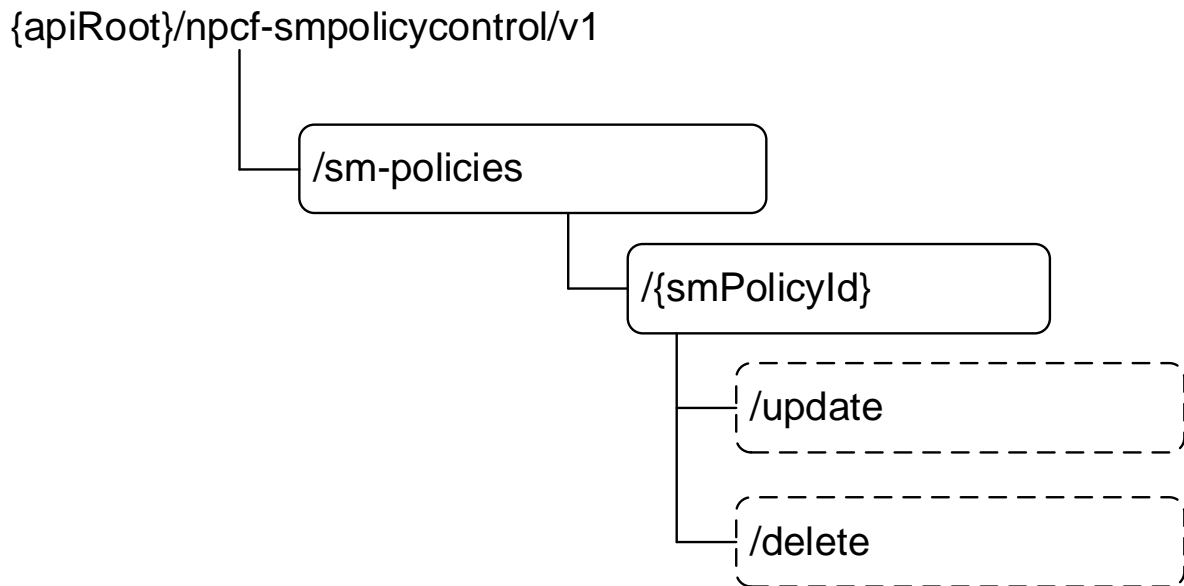 {apiRoot}/npcf-smpolicycontrol/v1
/sm-policies
/{smPolicyId}
/update
/delete